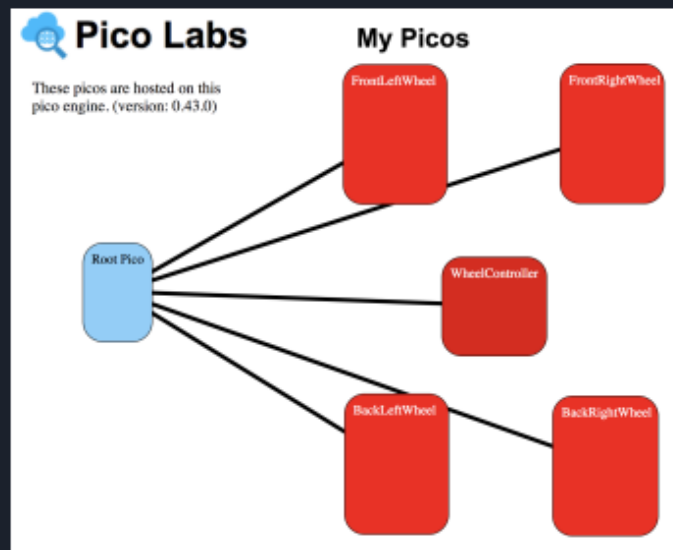 Pico Labs
My Picos
These picos are hosted on this
pico engine. (version: 0.43.0)
FrontLeftWheel
FrontRightWheel
Root Pico
WheelController
BackLeftWheel
BackRightWheel